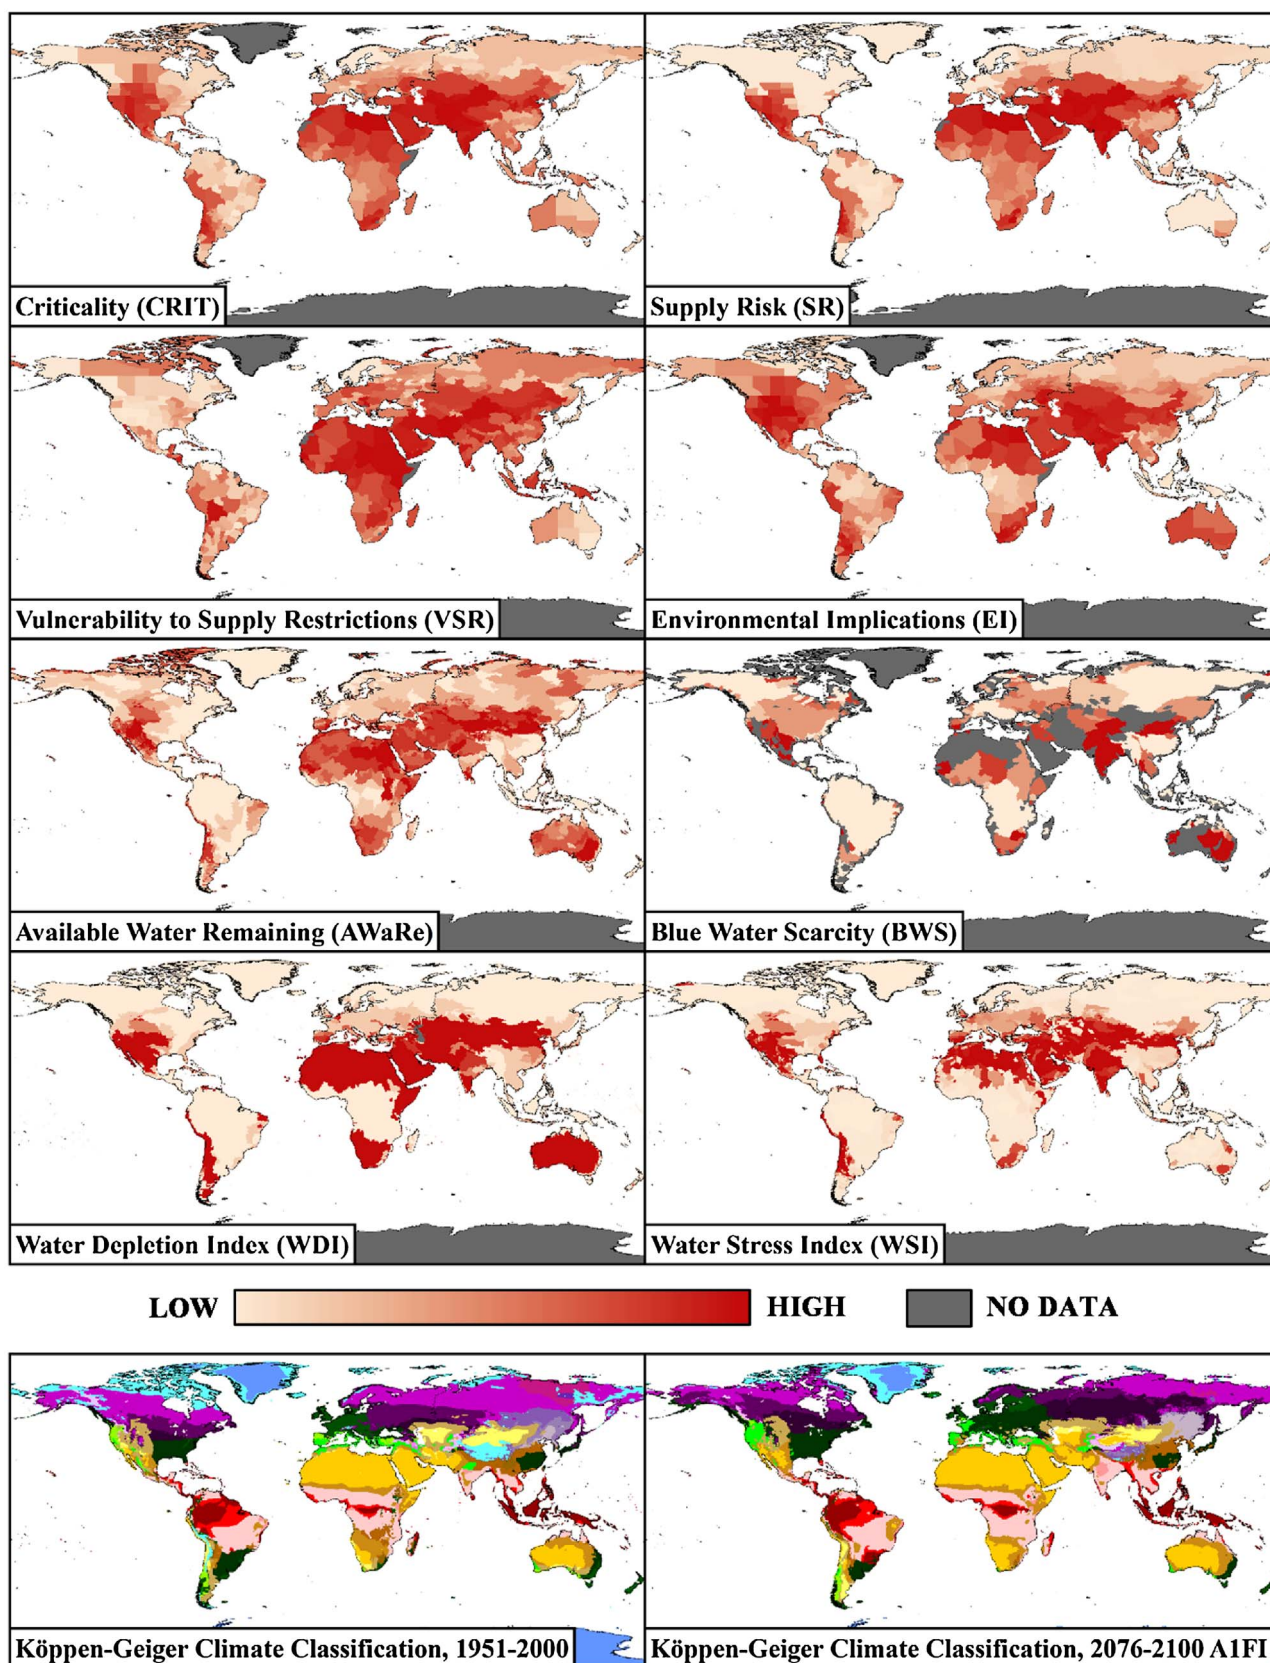 Criticality (CRIT)
Supply Risk (SR)
Vulnerability to Supply Restrictions (VSR)
Environmental Implications (EI)
Available Water Remaining (AWaRe)
Blue Water Scarcity (BWS)
Water Depletion Index (WDI)
Water Stress Index (WSI)
LOW HIGH NO DATA
Köppen-Geiger Climate Classification, 1951-2000
Köppen-Geiger Climate Classification, 2076-2100 A1FI